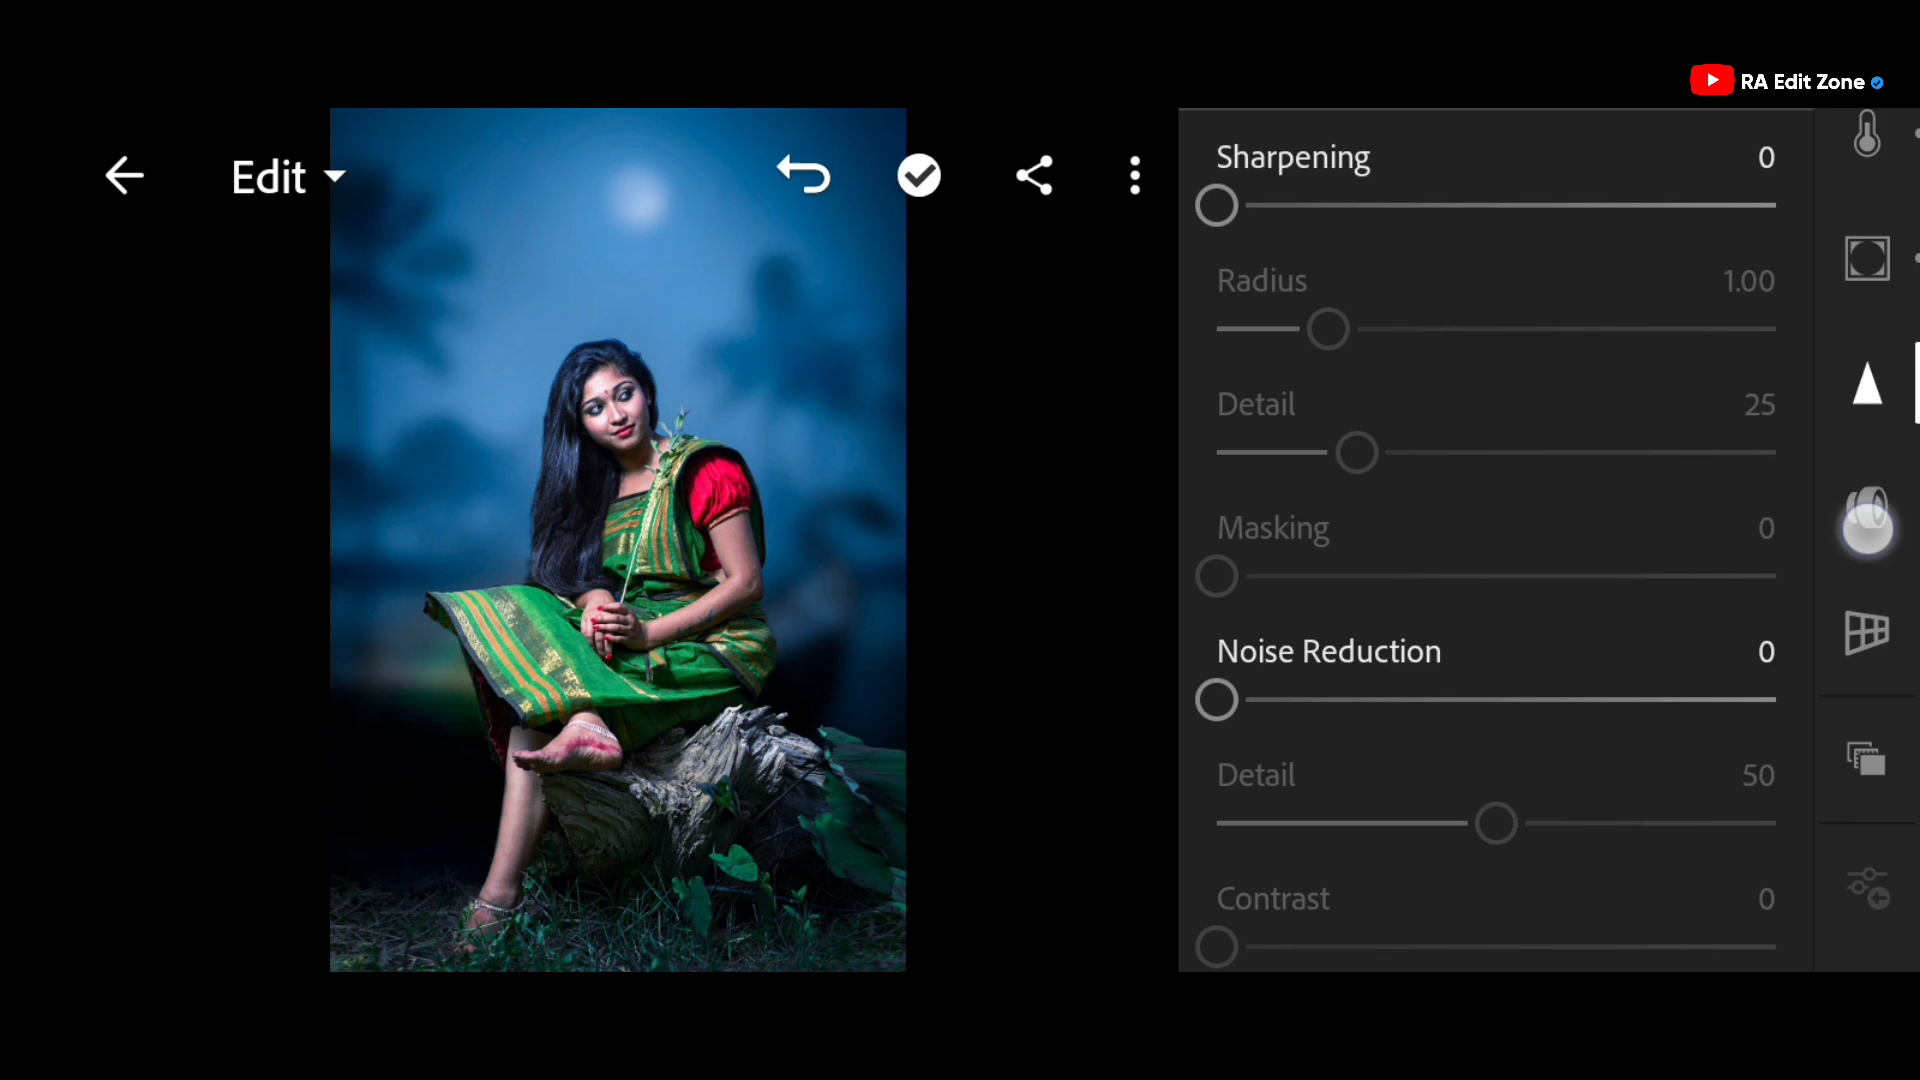 RA Edit Zone
Edit
Sharpening 0
Radius 1.00
Detail 25
Masking 0
Noise Reduction 0
Detail 50
Contrast 0